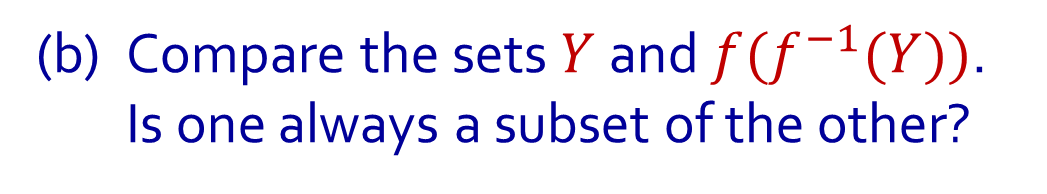 (b) Compare the sets Y and f(f⁻¹(Y)).
Is one always a subset of the other?